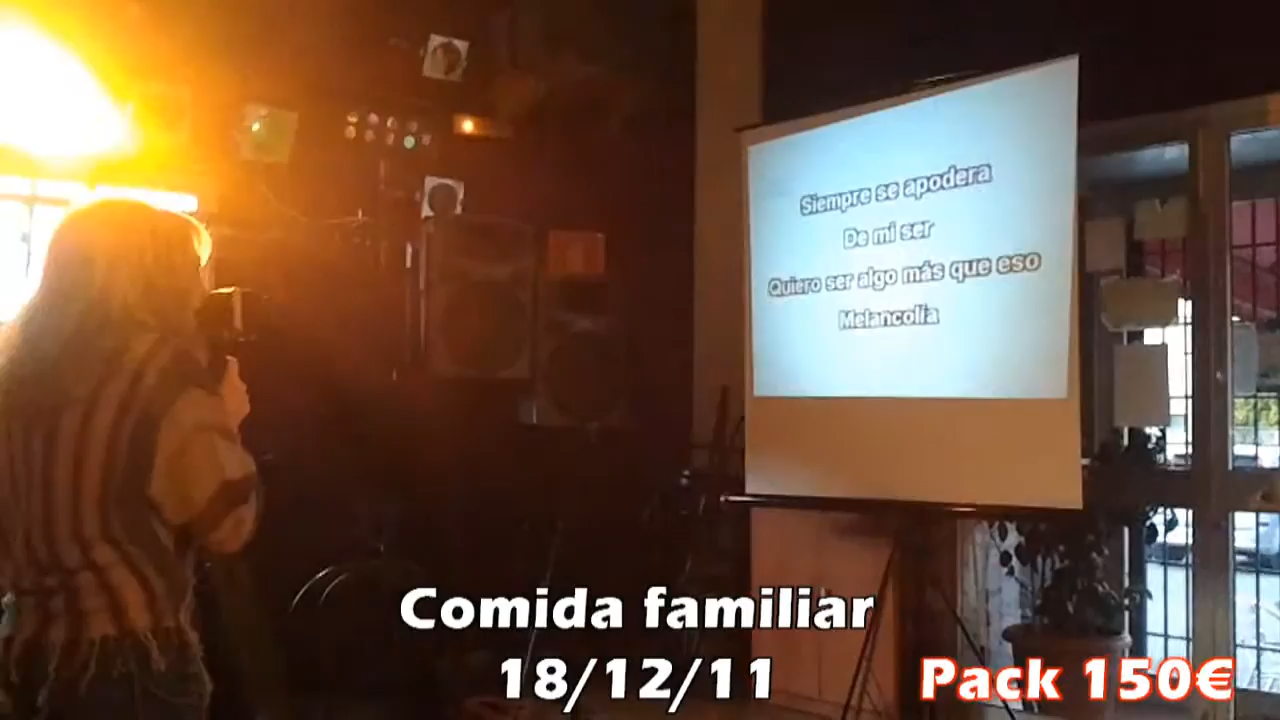 Siempre se apodera
De mi ser
Quiero ser algo más que eso
Melancolía
Comida familiar
18/12/11
Pack 150€